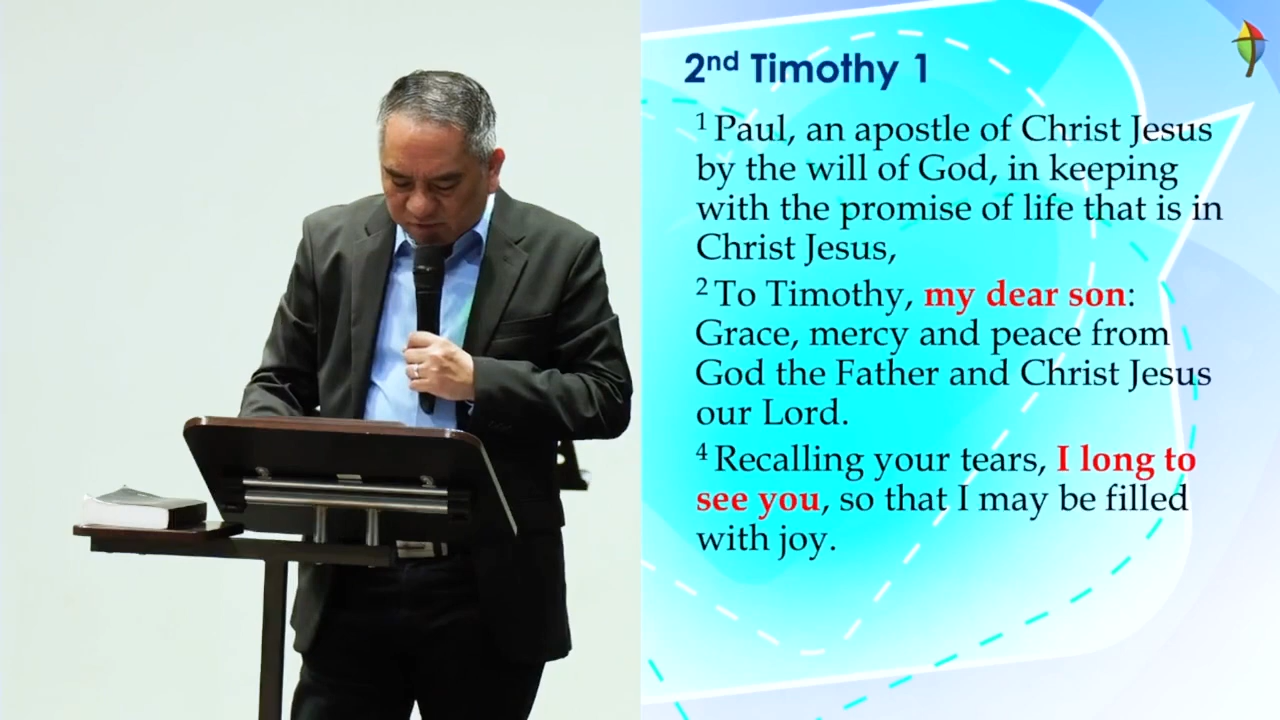 2nd Timothy 1
1 Paul, an apostle of Christ Jesus
by the will of God, in keeping
with the promise of life that is in
Christ Jesus,
2 To Timothy, my dear son:
Grace, mercy and peace from
God the Father and Christ Jesus
our Lord.
4 Recalling your tears, I long to
see you, so that I may be filled
with joy.